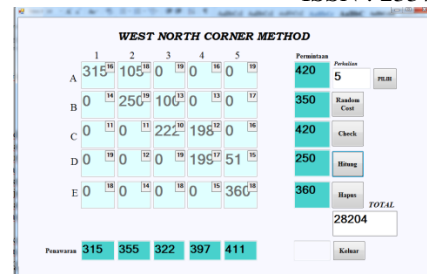 WEST NORTH CORNER METHOD
1 2 3 4 5 Permintaan Perkalian
A 315 16 105 18 0 19 0 16 0 19 420 5 PILIH
B 0 14 250 19 100 13 0 13 0 17 350 Random Cost
C 0 11 0 11 222 10 198 12 0 16 420 Check
D 0 19 0 12 0 19 199 17 51 15 250 Hitung
E 0 18 0 14 0 18 0 15 360 18 360 Hapus
TOTAL
28204
Penawaran 315 355 322 397 411 Keluar